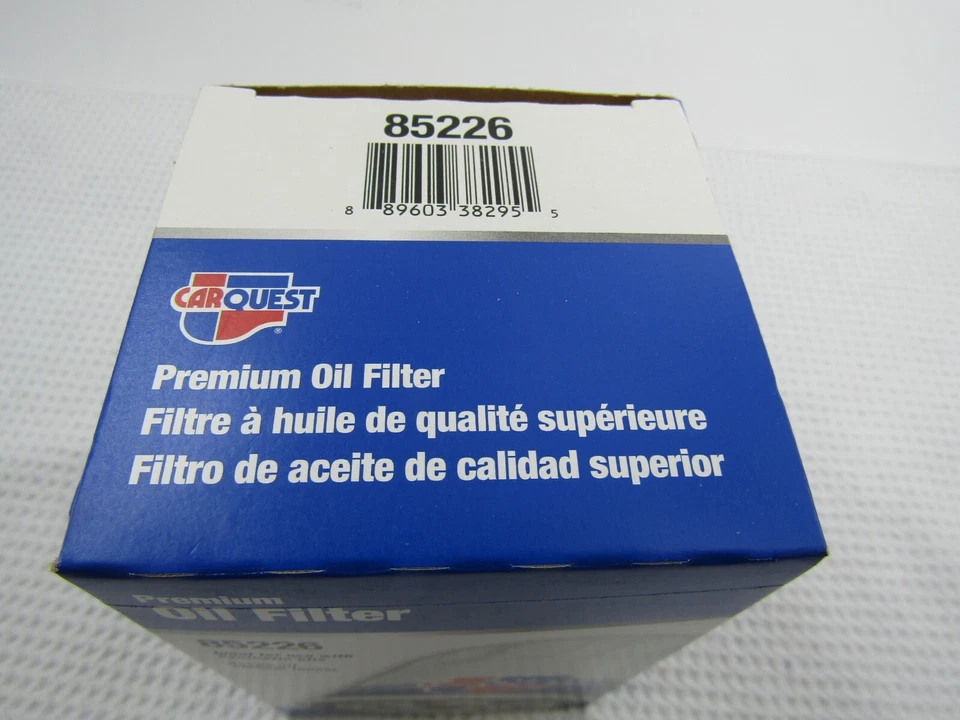 85226
8 89603 38295 5
CARQUEST
Premium Oil Filter
Filtre à huile de qualité supérieure
Filtro de aceite de calidad superior
Premium
Oil Filter
85226
CARQUEST